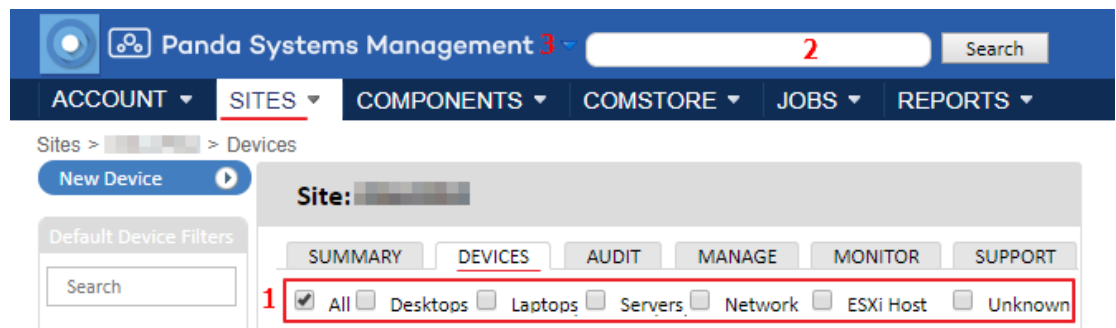 Panda Systems Management 3 2 Search
ACCOUNT SITES COMPONENTS COMSTORE JOBS REPORTS
Sites > > Devices
New Device
Site:
Default Device Filters
SUMMARY DEVICES AUDIT MANAGE MONITOR SUPPORT
Search
1 All Desktops Laptops Servers Network ESXi Host Unknown